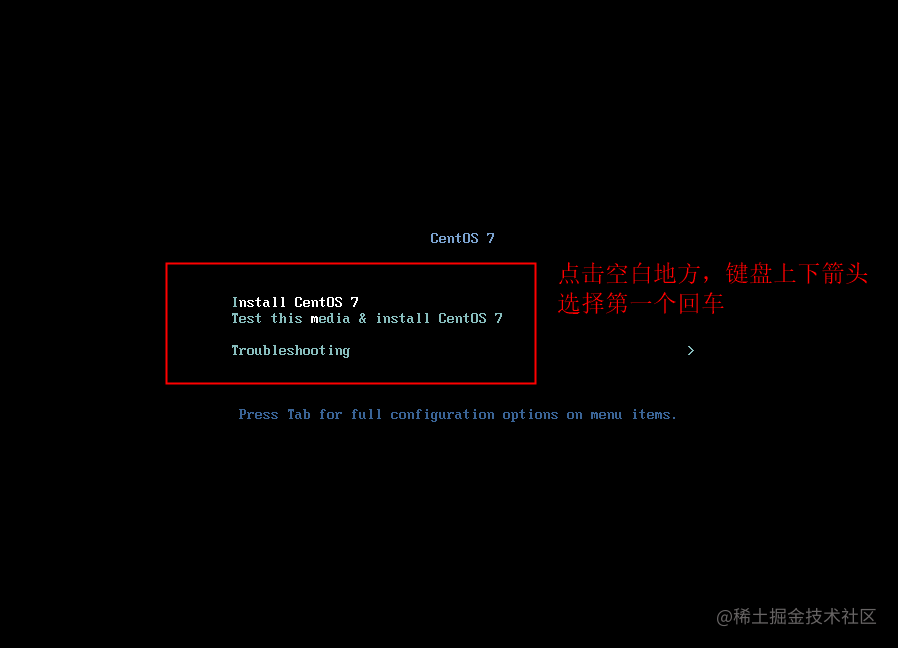 CentOS 7
点击空白地方，键盘上下箭头
选择第一个回车
Install CentOS 7
Test this media & install CentOS 7
Troubleshooting >
Press Tab for full configuration options on menu items.
@稀土掘金技术社区